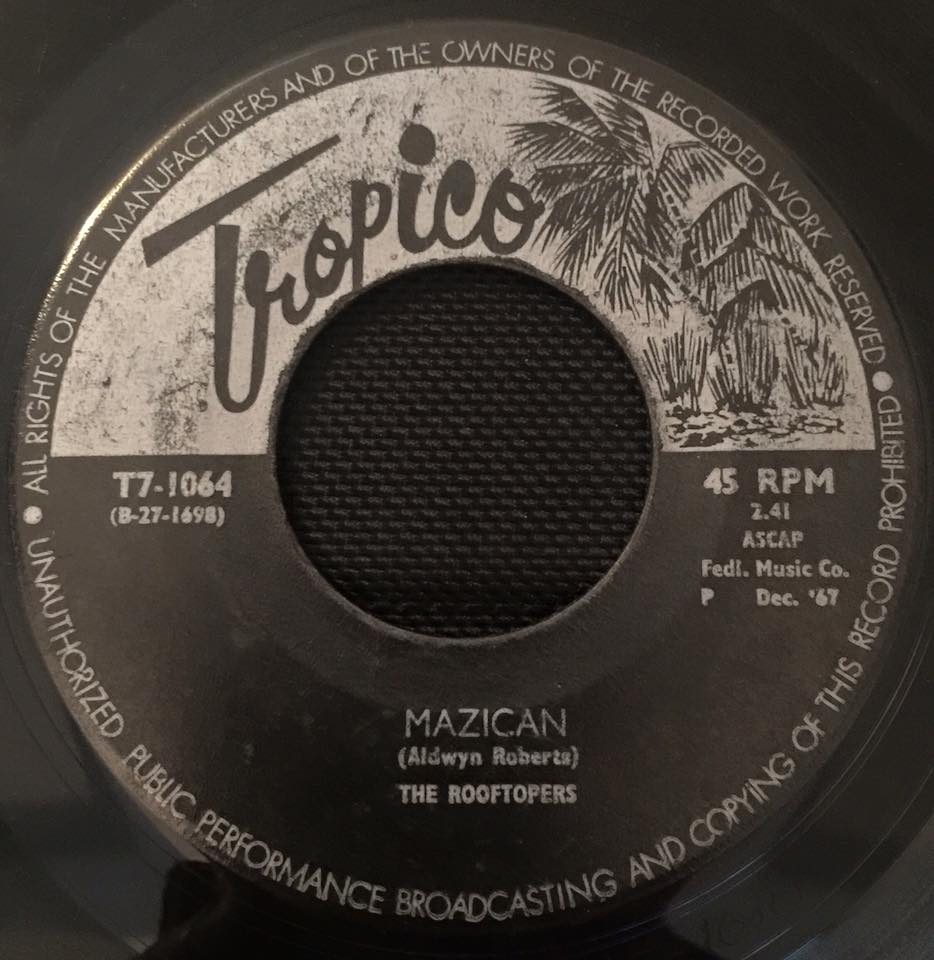 ALL RIGHTS OF THE MANUFACTURERS AND OF THE OWNERS OF THE RECORDED WORK RESERVED
Tropico
T7-1064
(B-27-1698)
45 RPM
2.41
ASCAP
Fedl. Music Co.
P Dec. '67
MAZICAN
(Aldwyn Roberts)
THE ROOFTOPERS
UNAUTHORIZED PUBLIC PERFORMANCE BROADCASTING AND COPYING OF THIS RECORD PROHIBITED